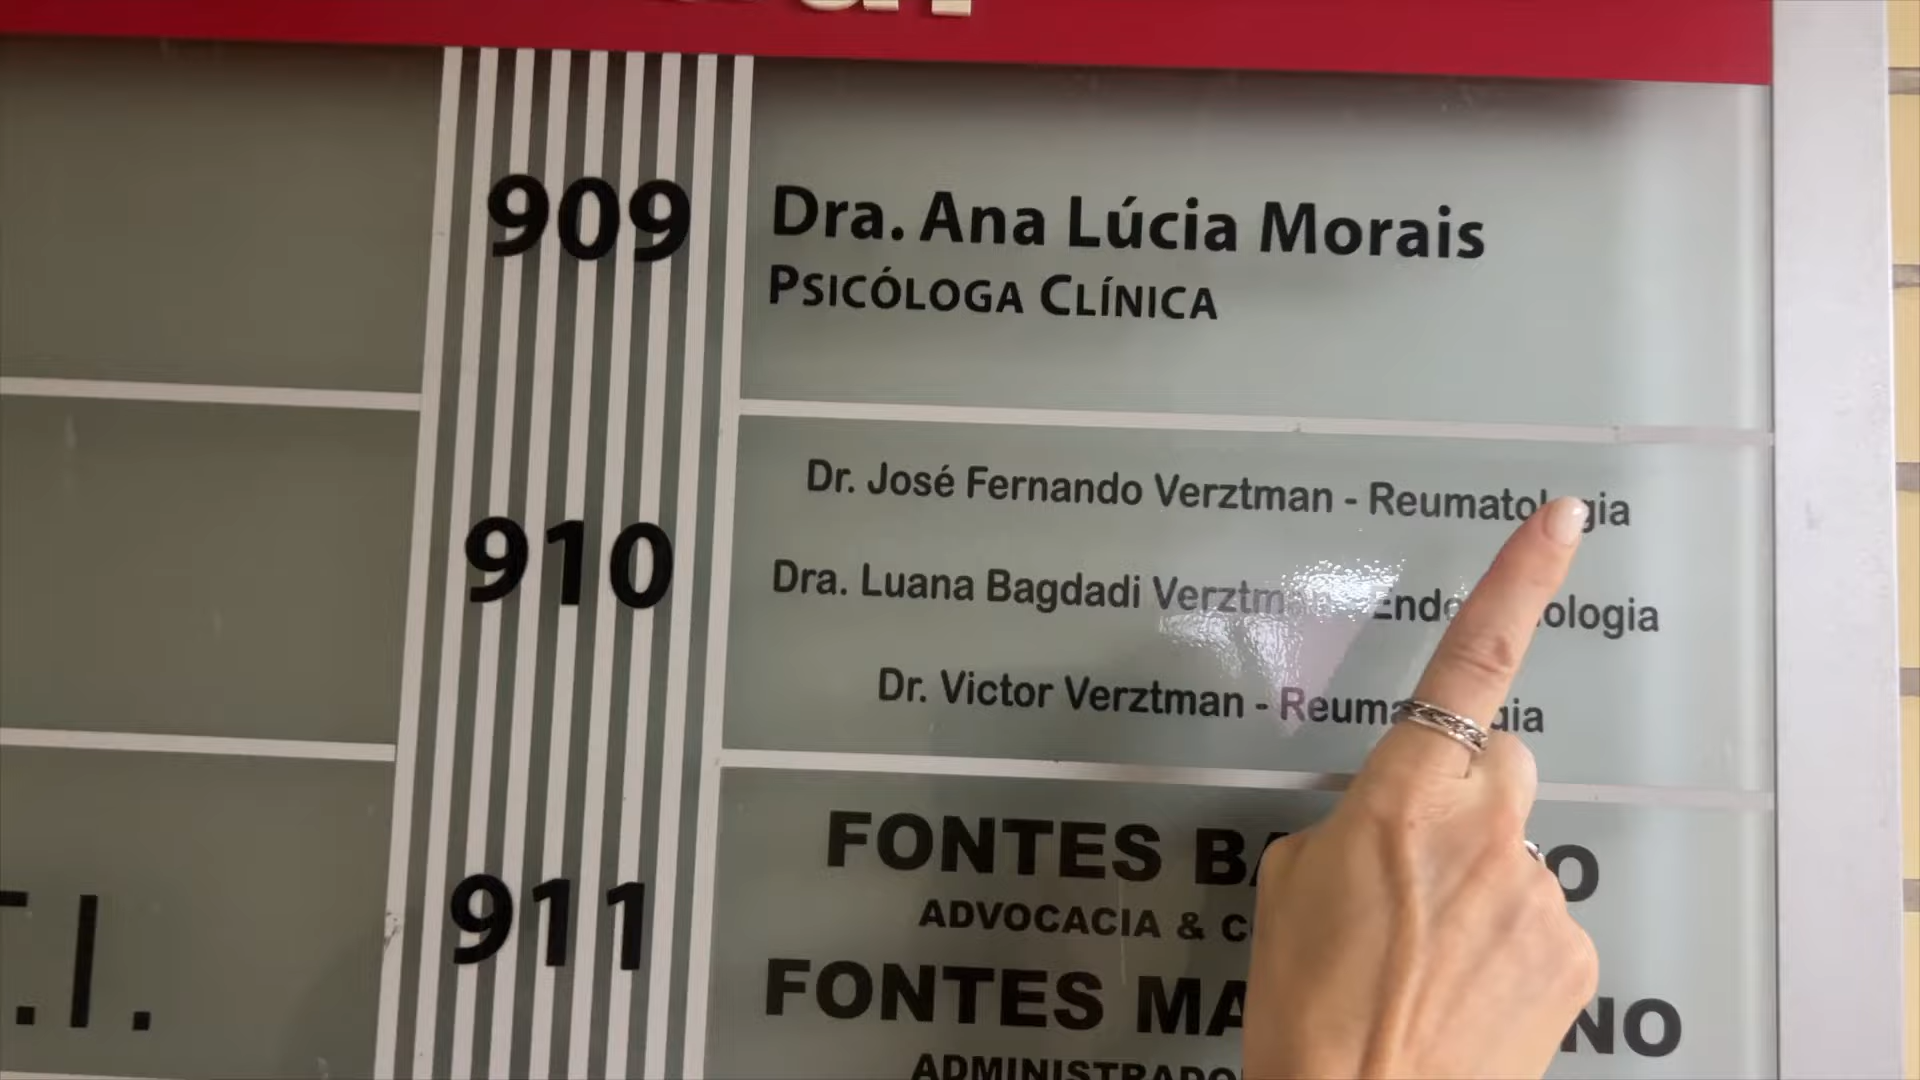 909
Dra. Ana Lúcia Morais
PSICÓLOGA CLÍNICA
910
Dr. José Fernando Verztman - Reumatologia
Dra. Luana Bagdadi Verztman
Dr. Victor Verztman -
911
FONTES
ADVOCACIA &
FONTES
.I.